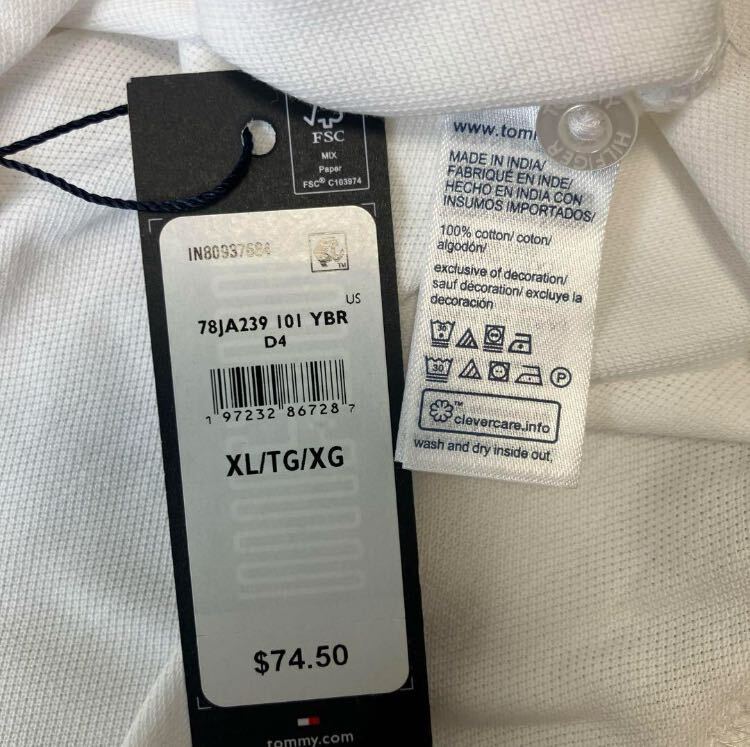 FSC
MIX
Paper
FSC® C103974
IN80937684
TM
US
78JA239 101 YBR
D4
1 97232 86728 7
XL/TG/XG
$74.50
tommy.com
www.tomm
HILFIGER
MADE IN INDIA/
FABRIQUÉ EN INDE/
HECHO EN INDIA CON
INSUMOS IMPORTADOS/
100% cotton/ coton/
algodón/
exclusive of decoration/
sauf décoration/ excluye la
decoración
30
30 P
TM
clevercare.info
wash and dry inside out,